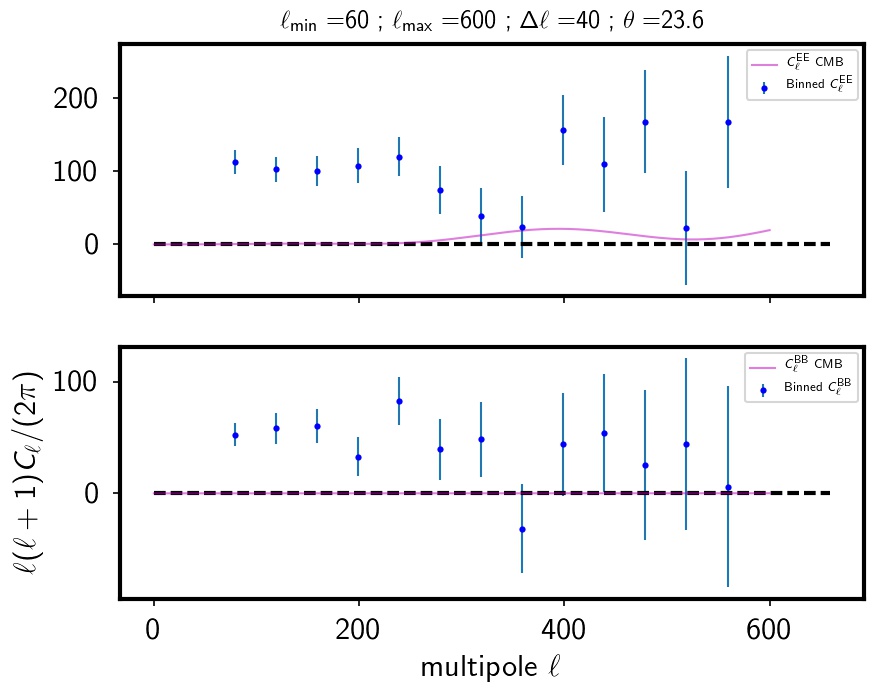 ℓmin =60 ; ℓmax =600 ; Δℓ =40 ; θ =23.6
200
100
0
C_ℓ^EE CMB
Binned C_ℓ^EE
ℓ(ℓ + 1)C_ℓ/(2π)
100
0
C_ℓ^BB CMB
Binned C_ℓ^BB
0 200 400 600
multipole ℓ